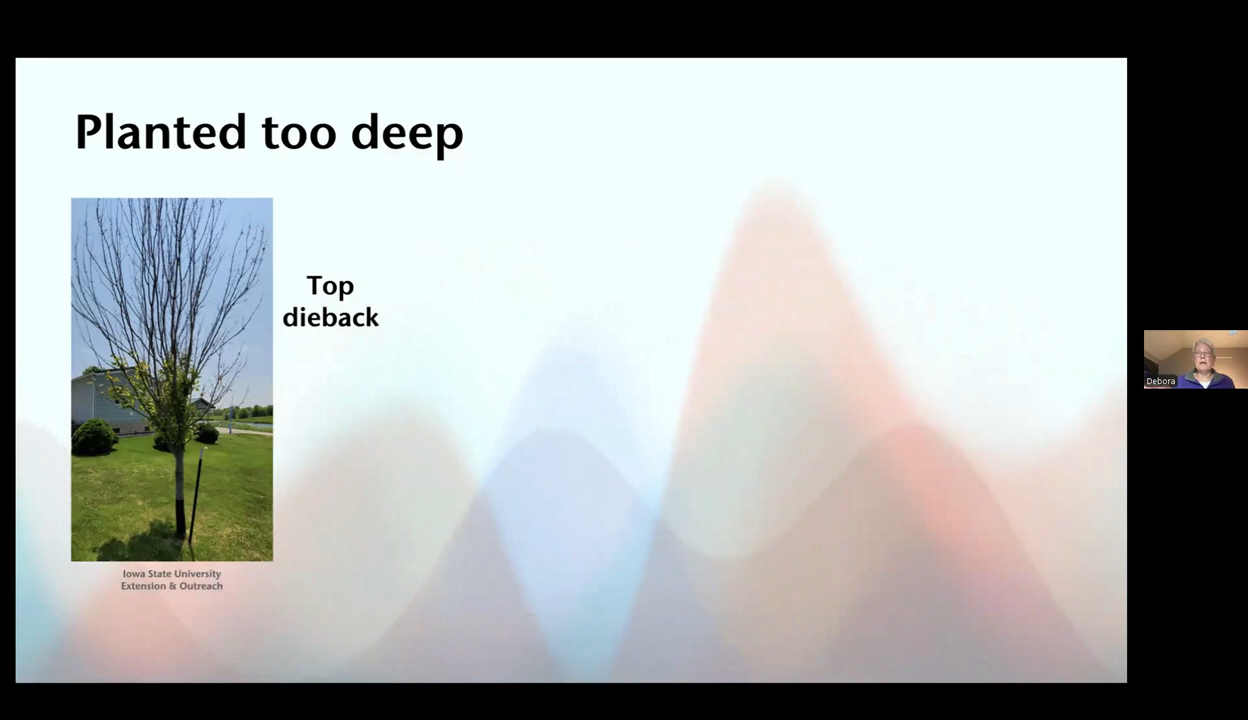 Planted too deep
Top
dieback
Iowa State University
Extension & Outreach
Debora